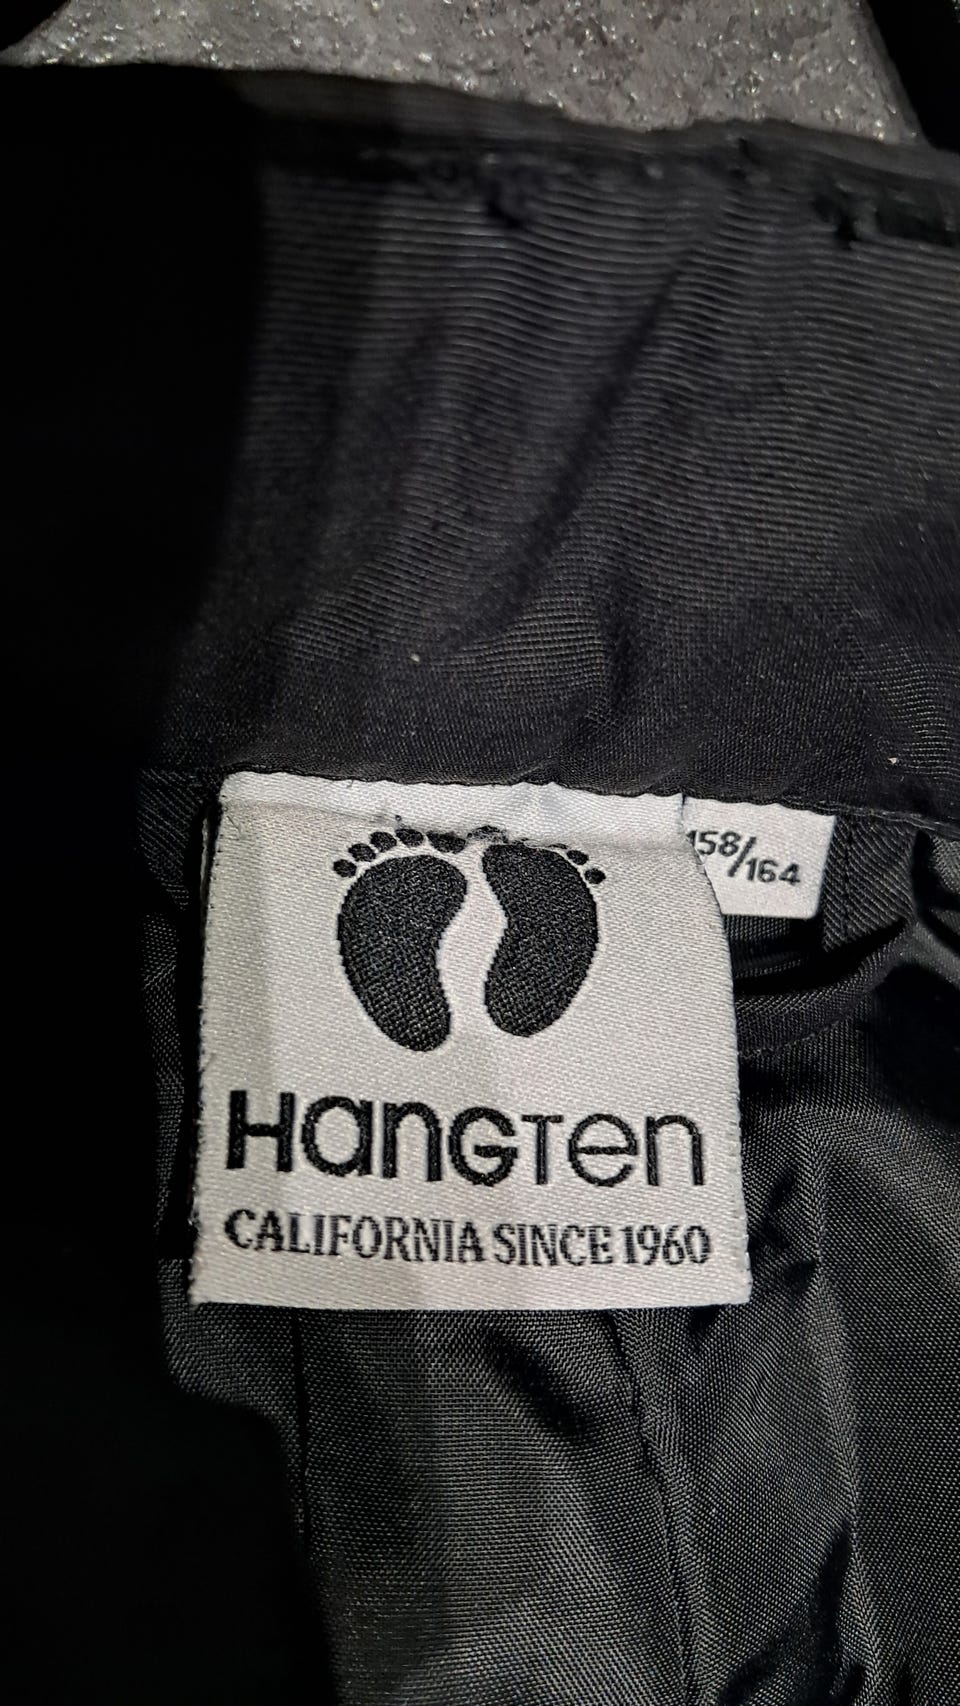 158/164
HangTen
CALIFORNIA SINCE 1960